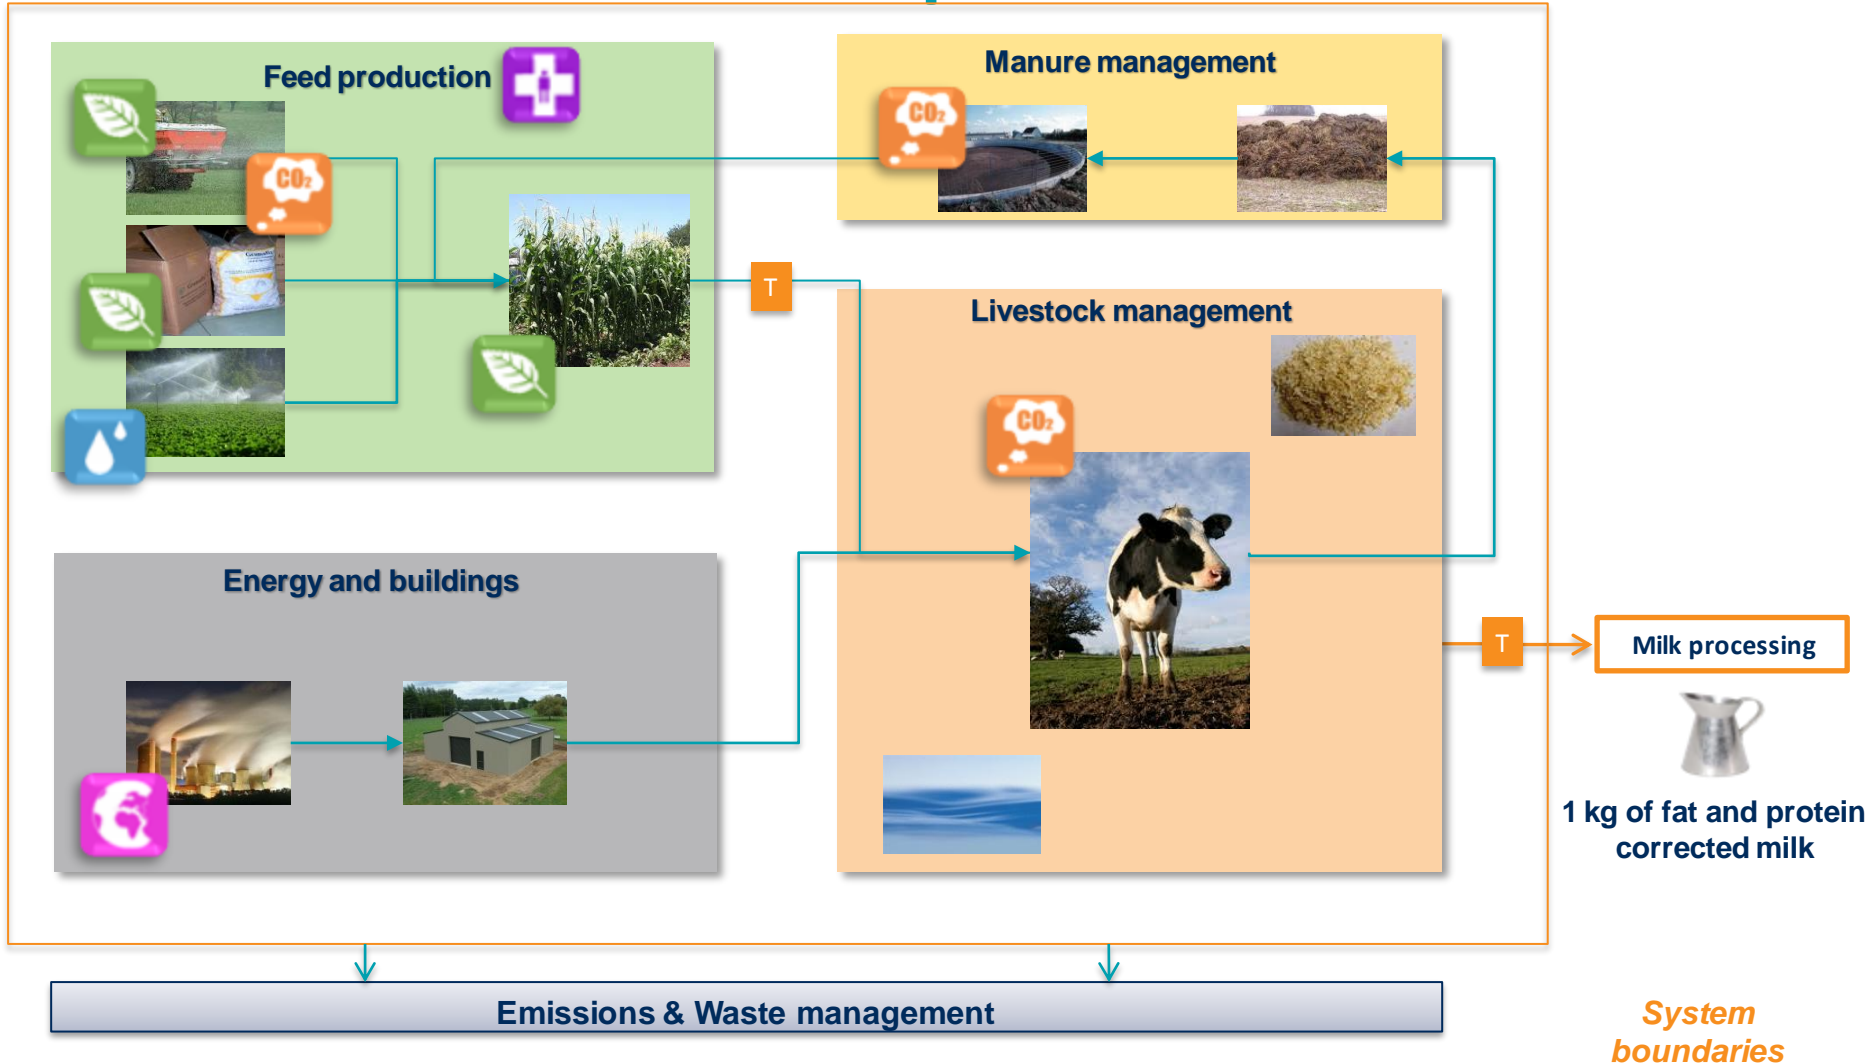 Feed production
Manure management
CO₂
CO₂
T
Livestock management
CO₂
Energy and buildings
T
Milk processing
1 kg of fat and protein
corrected milk
Emissions & Waste management
System
boundaries